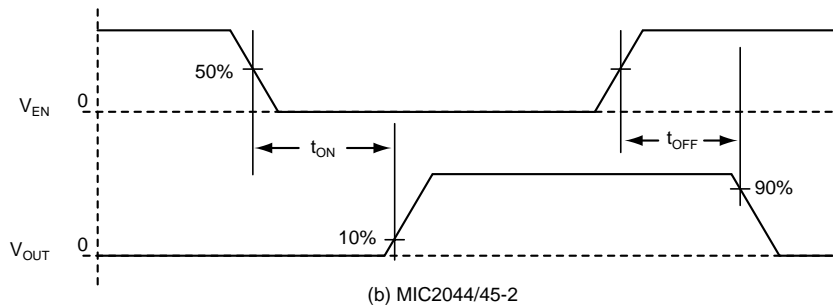 50%
V_EN 0
t_ON
t_OFF
90%
10%
V_OUT 0
(b) MIC2044/45-2